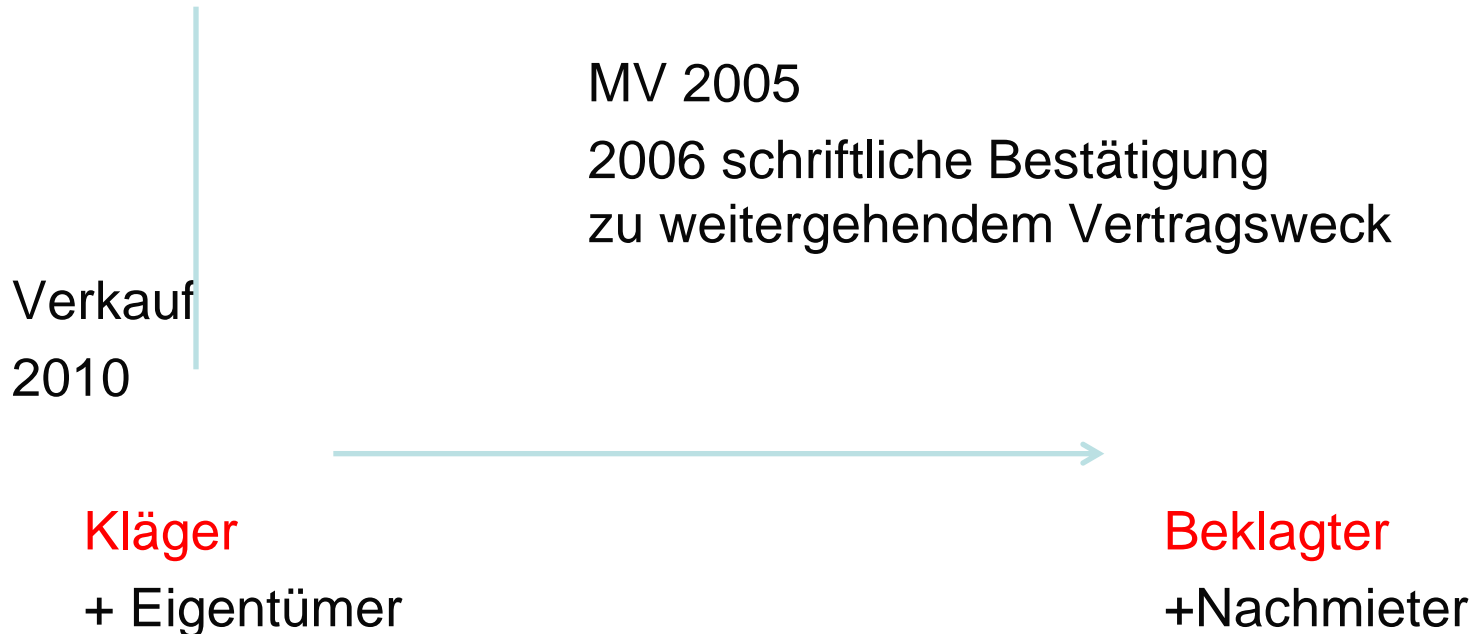 MV 2005
2006 schriftliche Bestätigung
zu weitergehendem Vertragsweck
Verkauf
2010
Kläger
Beklagter
+ Eigentümer
+Nachmieter